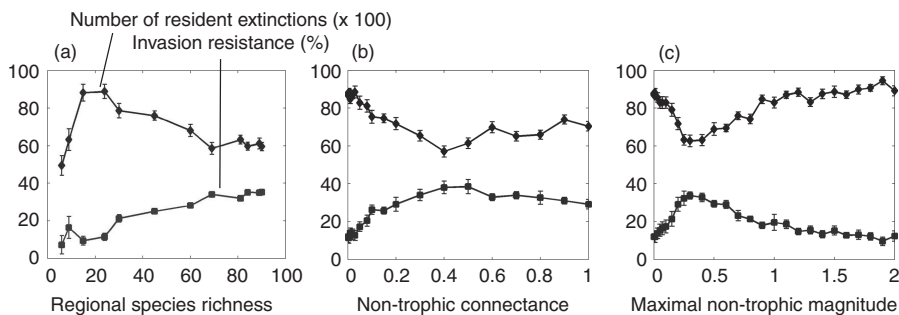 Number of resident extinctions (x 100)
Invasion resistance (%)
(a) (b) (c)
100 100 100
80 80 80
60 60 60
40 40 40
20 20 20
0 0 0
0 20 40 60 80 100 0 0.2 0.4 0.6 0.8 1 0 0.5 1 1.5 2
Regional species richness Non-trophic connectance Maximal non-trophic magnitude